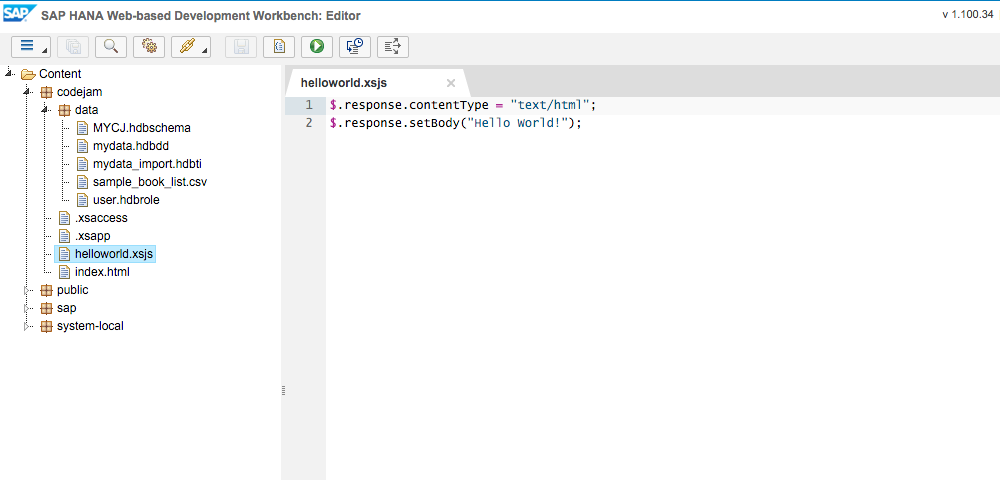 SAP SAP HANA Web-based Development Workbench: Editor
v 1.100.34
Content
codejam
data
MYCJ.hdbschema
mydata.hdbdd
mydata_import.hdbti
sample_book_list.csv
user.hdbrole
.xsaccess
.xsapp
helloworld.xsjs
index.html
public
sap
system-local
helloworld.xsjs
1 $.response.contentType = "text/html";
2 $.response.setBody("Hello World!");